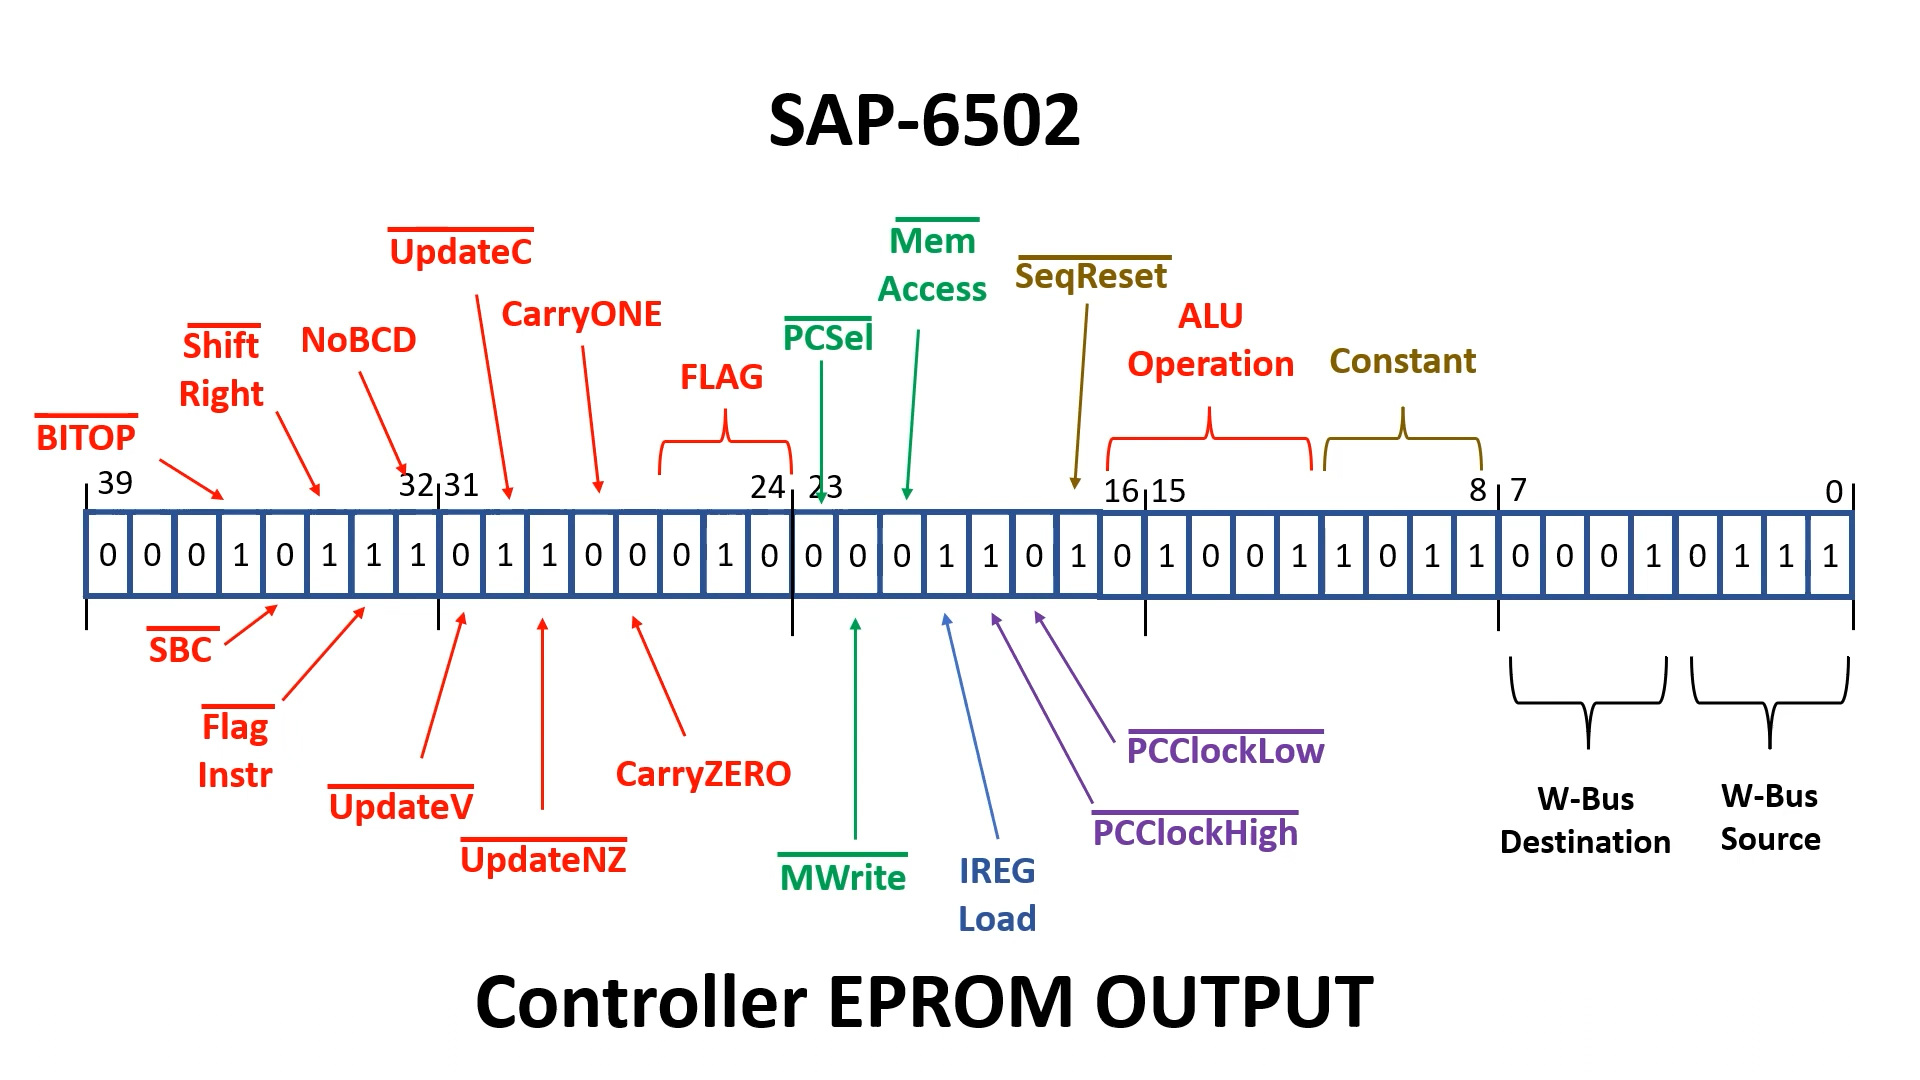 SAP-6502
Mem
Access
UpdateC
SeqReset
CarryONE
ALU
Operation
Shift
Right
NoBCD
PCSel
Constant
FLAG
BITOP
39
32 31
24 23
16 15
8 7
0
0 0 0 1 0 1 1 1 0 1 1 0 0 0 1 0 0 0 0 1 1 0 1 0 1 0 0 1 1 0 1 1 0 0 0 1 0 1 1 1
SBC
Flag
Instr
UpdateV
UpdateNZ
CarryZERO
MWrite
IREG
Load
PCClockLow
PCClockHigh
W-Bus
Destination
W-Bus
Source
Controller EPROM OUTPUT